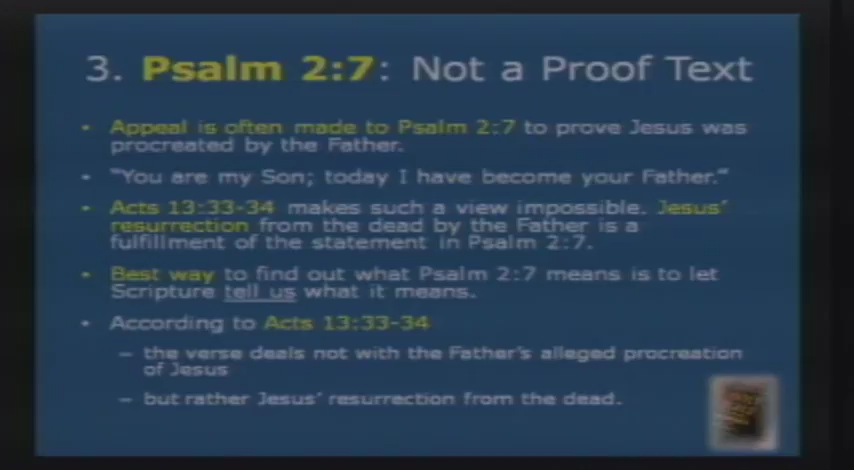 3. Psalm 2:7: Not a Proof Text
• Appeal is often made to Psalm 2:7 to prove Jesus was
procreated by the Father.
• "You are my Son; today I have become your Father."
• Acts 13:33-34 makes such a view impossible. Jesus'
resurrection from the dead by the Father is a
fulfillment of the statement in Psalm 2:7.
• Best way to find out what Psalm 2:7 means is to let
Scripture tell us what it means.
• According to Acts 13:33-34
– the verse deals not with the Father's alleged procreation
of Jesus
– but rather Jesus' resurrection from the dead.